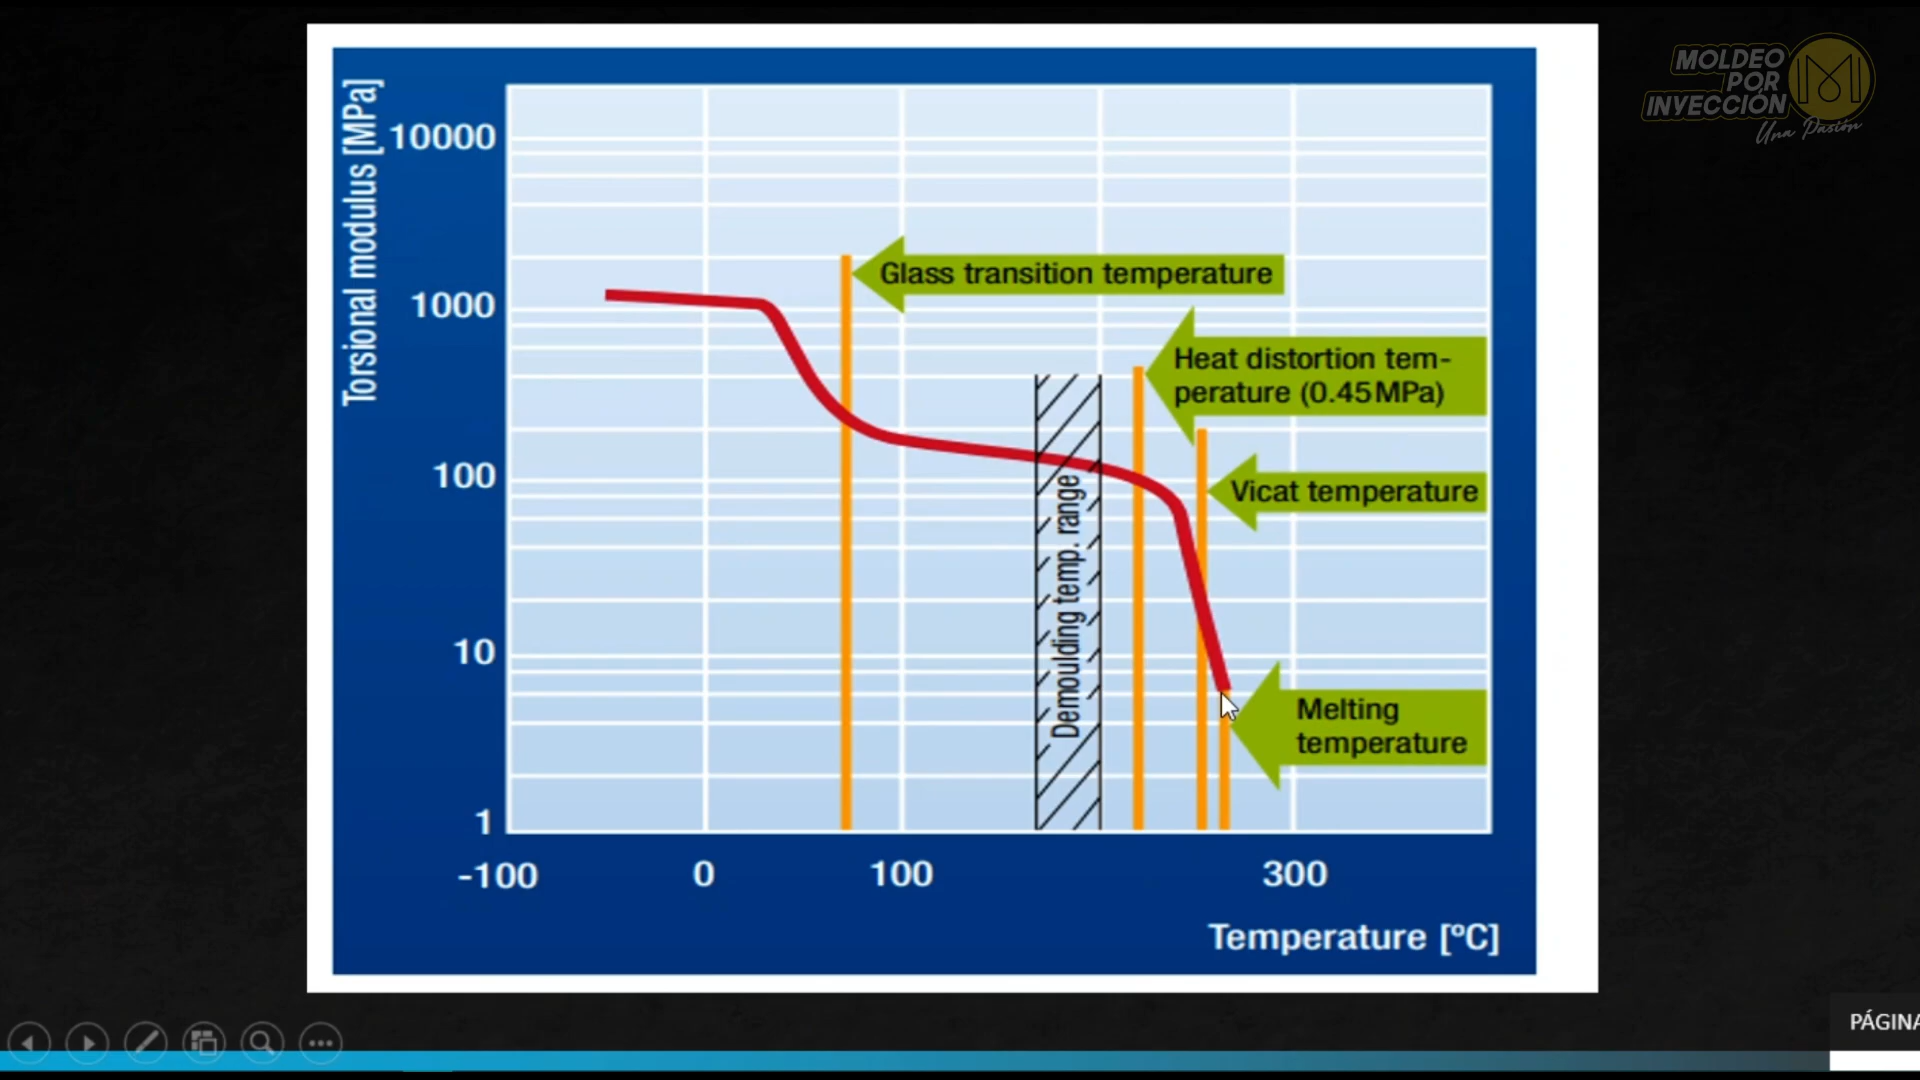 MOLDEO
POR
INYECCIÓN
Una Pasión
Torsional modulus [MPa]
10000
1000
100
10
1
Glass transition temperature
Heat distortion tem-
perature (0.45 MPa)
Vicat temperature
Demoulding temp. range
Melting
temperature
-100
0
100
300
Temperature [ºC]
PÁGINA